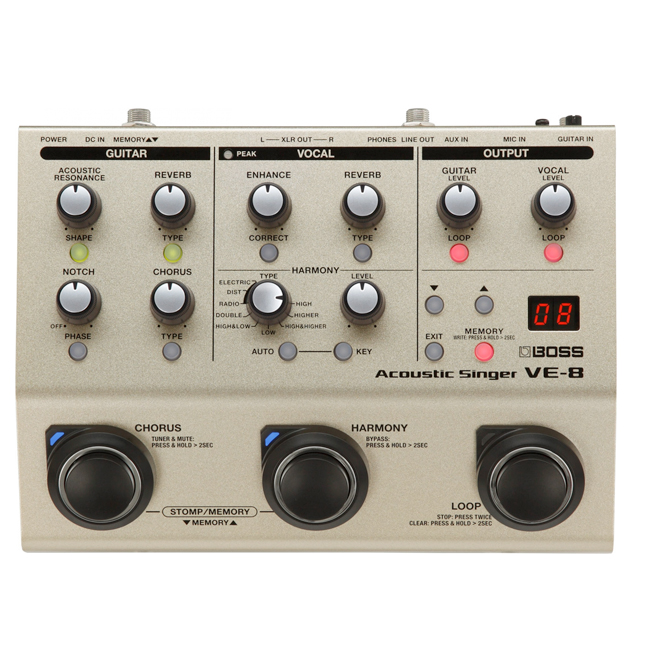 POWER DC IN MEMORY▲▼ L XLR OUT R PHONES LINE OUT AUX IN MIC IN GUITAR IN
GUITAR
PEAK VOCAL
OUTPUT
ACOUSTIC
RESONANCE
REVERB
SHAPE
TYPE
NOTCH
CHORUS
OFF
PHASE
TYPE
ENHANCE
REVERB
CORRECT
TYPE
HARMONY
TYPE
LEVEL
ELECTRIC
DIST
RADIO
DOUBLE
HIGH&LOW
LOW
HIGH&HIGHER
HIGHER
HIGH
AUTO
KEY
GUITAR
LEVEL
VOCAL
LEVEL
LOOP
LOOP
▼
▲
08
EXIT
MEMORY
WRITE: PRESS & HOLD > 2SEC
BOSS
Acoustic Singer VE-8
CHORUS
TUNER & MUTE:
PRESS & HOLD > 2SEC
HARMONY
BYPASS:
PRESS & HOLD > 2SEC
STOMP/MEMORY
▼MEMORY▲
LOOP
STOP: PRESS TWICE
CLEAR: PRESS & HOLD > 2SEC